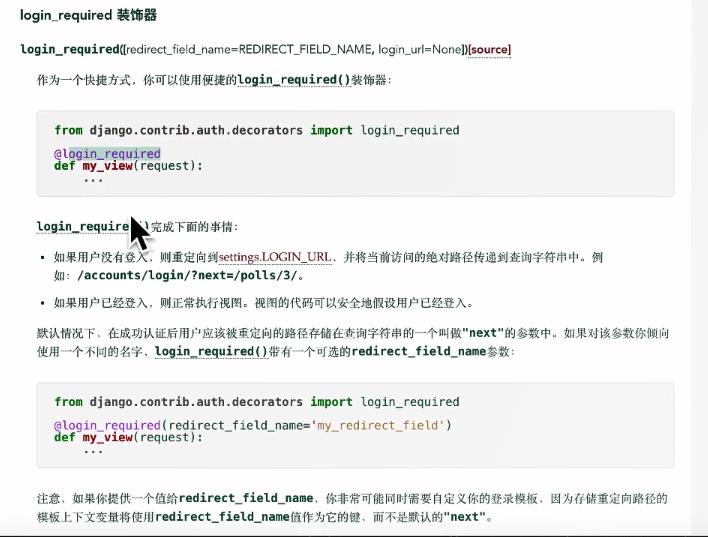 login_required 装饰器
login_required([redirect_field_name=REDIRECT_FIELD_NAME, login_url=None])[source]
作为一个快捷方式，你可以使用便捷的login_required()装饰器：
from django.contrib.auth.decorators import login_required
@login_required
def my_view(request):
...
login_require )完成下面的事情：
• 如果用户没有登入，则重定向到settings.LOGIN_URL，并将当前访问的绝对路径传递到查询字符串中。例
如：/accounts/login/?next=/polls/3/。
• 如果用户已经登入，则正常执行视图。视图的代码可以安全地假设用户已经登入。
默认情况下，在成功认证后用户应该被重定向的路径存储在查询字符串的一个叫做"next"的参数中。如果对该参数你倾向
使用一个不同的名字，login_required()带有一个可选的redirect_field_name参数：
from django.contrib.auth.decorators import login_required
@login_required(redirect_field_name='my_redirect_field')
def my_view(request):
...
注意，如果你提供一个值给redirect_field_name，你非常可能同时需要自定义你的登录模板，因为存储重定向路径的
模板上下文变量将使用redirect_field_name值作为它的键，而不是默认的"next"。